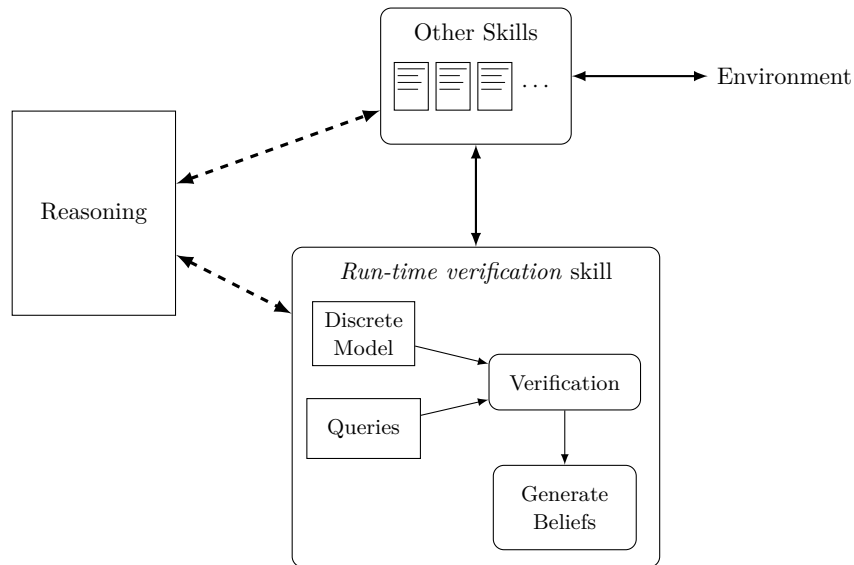 Other Skills
...
Environment
Reasoning
Run-time verification skill
Discrete
Model
Verification
Queries
Generate
Beliefs